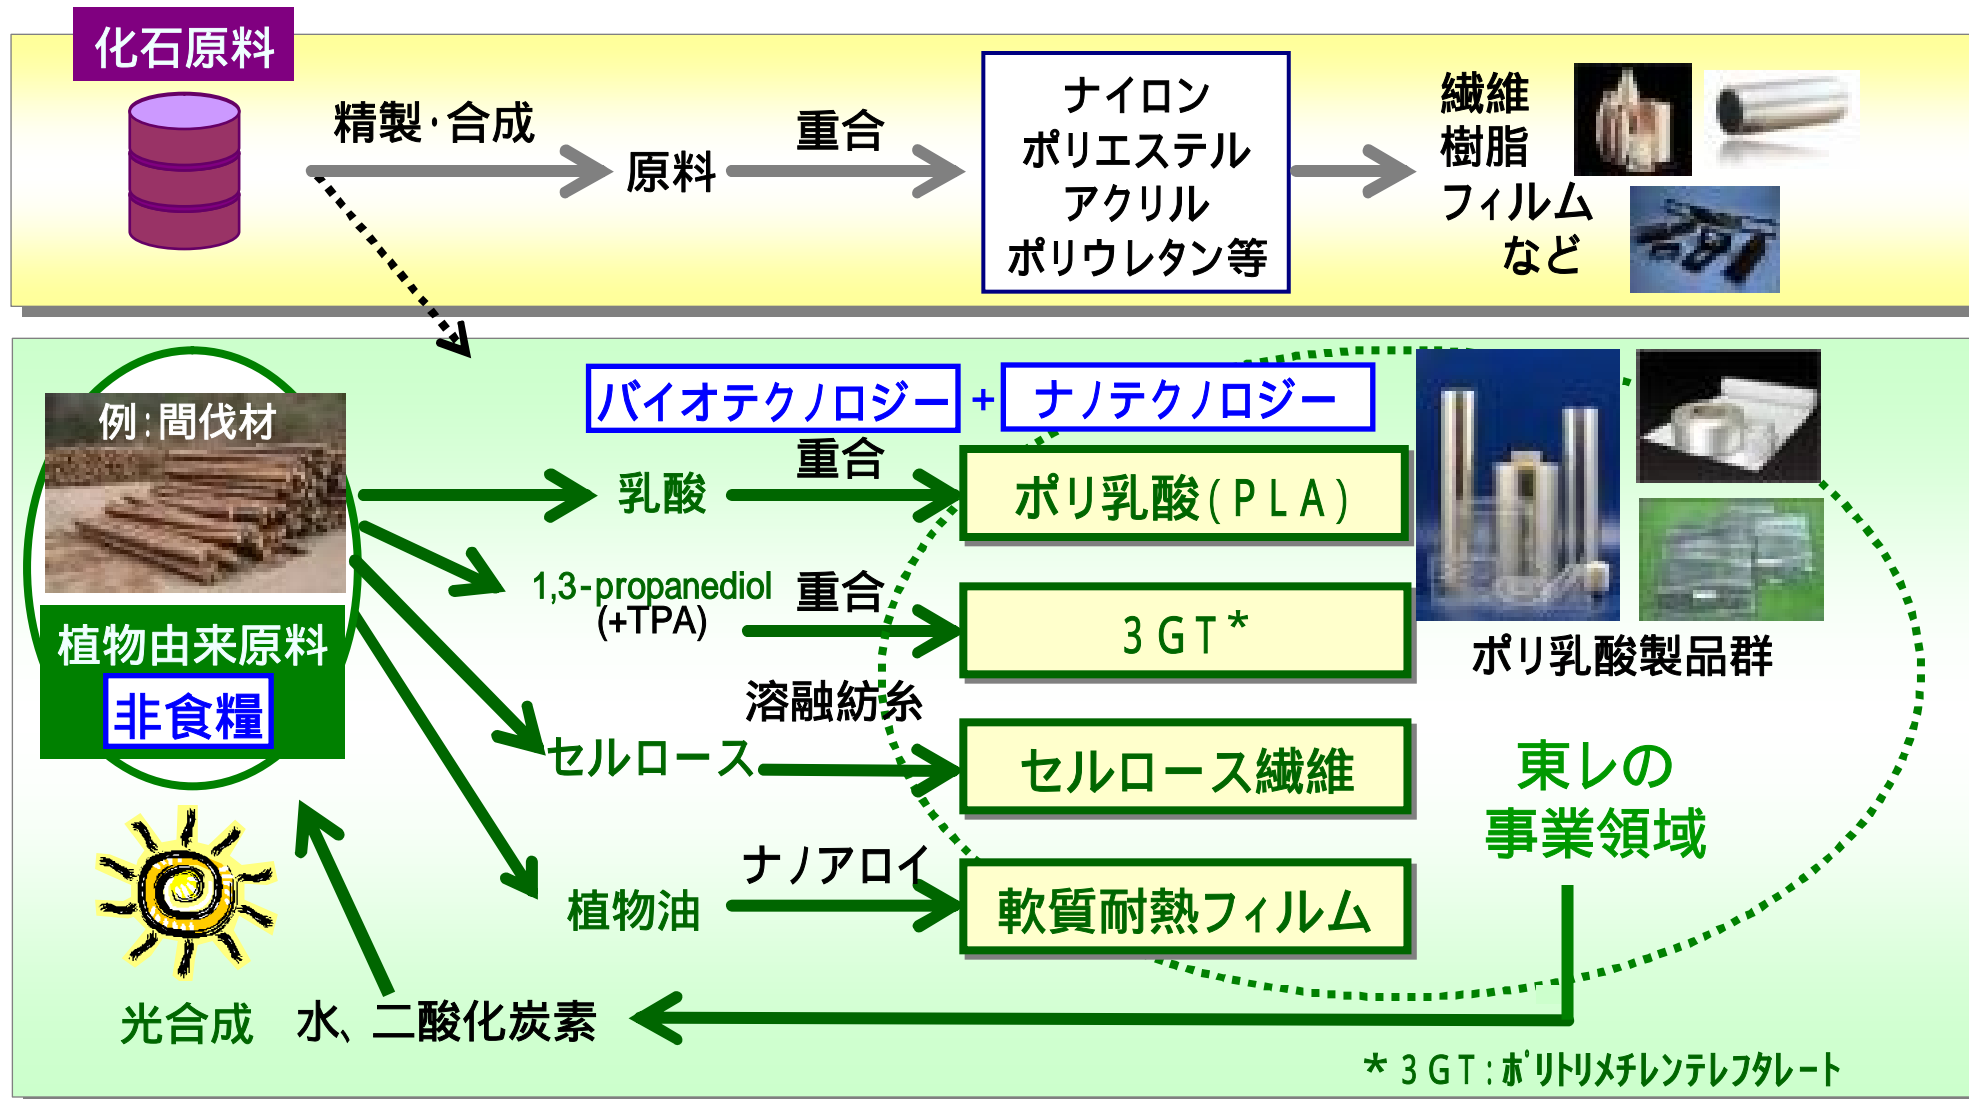 化石原料
精製・合成
原料
重合
ナイロン
ポリエステル
アクリル
ポリウレタン等
繊維
樹脂
フィルム
など
例:間伐材
植物由来原料
非食糧
バイオテクノロジー
+
ナノテクノロジー
乳酸
重合
ポリ乳酸(PLA)
1,3-propanediol
(+TPA)
重合
3GT*
溶融紡糸
セルロース
セルロース繊維
ナノアロイ
植物油
軟質耐熱フィルム
ポリ乳酸製品群
東レの
事業領域
光合成
水、二酸化炭素
*3GT:ポリトリメチレンテレフタレート